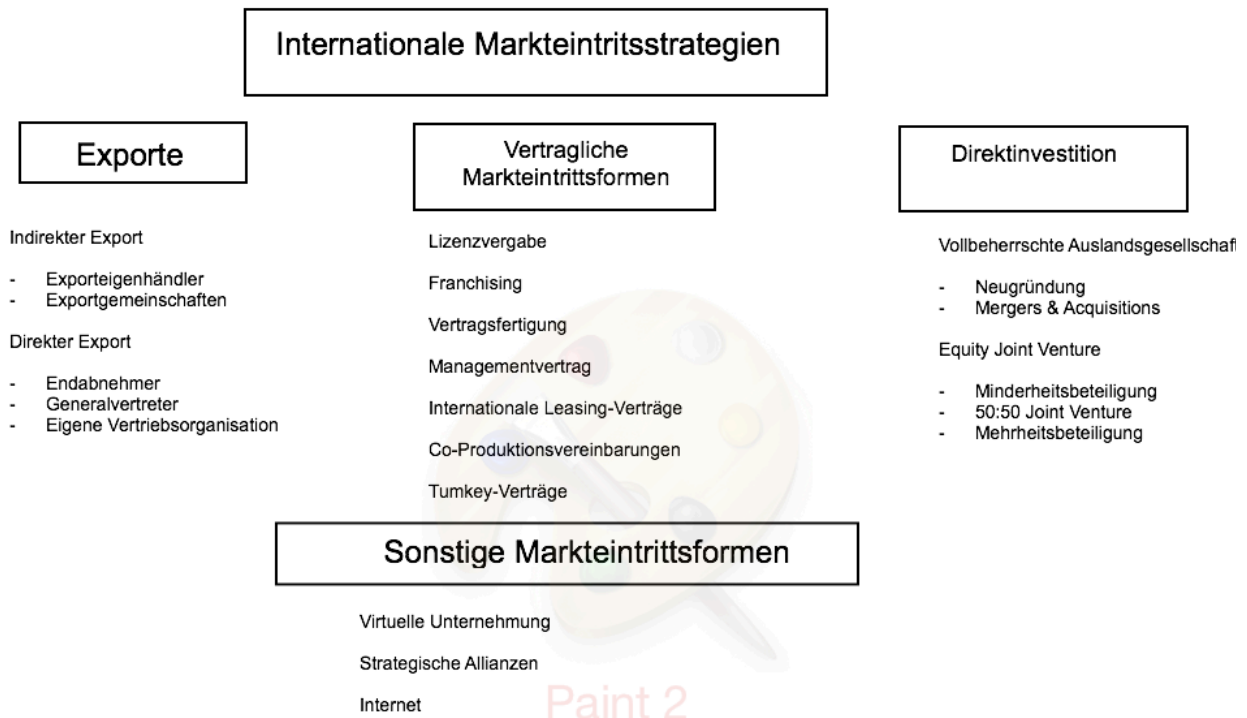 Internationale Markteintritsstrategien
Exporte
Indirekter Export
- Exporteigenhändler
- Exportgemeinschaften
Direkter Export
- Endabnehmer
- Generalvertreter
- Eigene Vertriebsorganisation
Vertragliche
Markteintrittsformen
Lizenzvergabe
Franchising
Vertragsfertigung
Managementvertrag
Internationale Leasing-Verträge
Co-Produktionsvereinbarungen
Tumkey-Verträge
Direktinvestition
Vollbeherrschte Auslandsgesellschaft
- Neugründung
- Mergers & Acquisitions
Equity Joint Venture
- Minderheitsbeteiligung
- 50:50 Joint Venture
- Mehrheitsbeteiligung
Sonstige Markteintrittsformen
Virtuelle Unternehmung
Strategische Allianzen
Internet
Paint 2